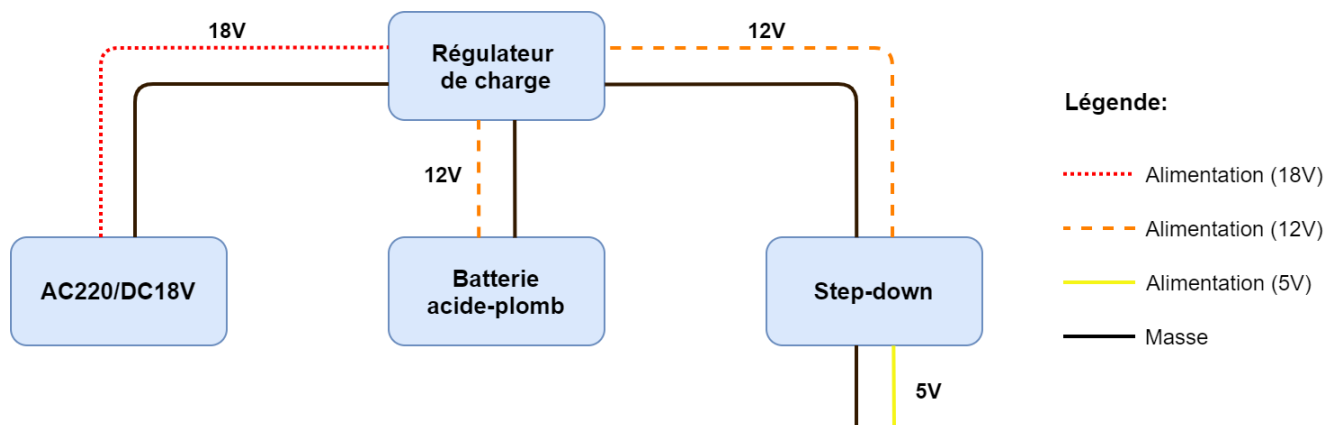 18V
12V
Régulateur
de charge
12V
AC220/DC18V
Batterie
acide-plomb
Step-down
5V
Légende:
Alimentation (18V)
Alimentation (12V)
Alimentation (5V)
Masse